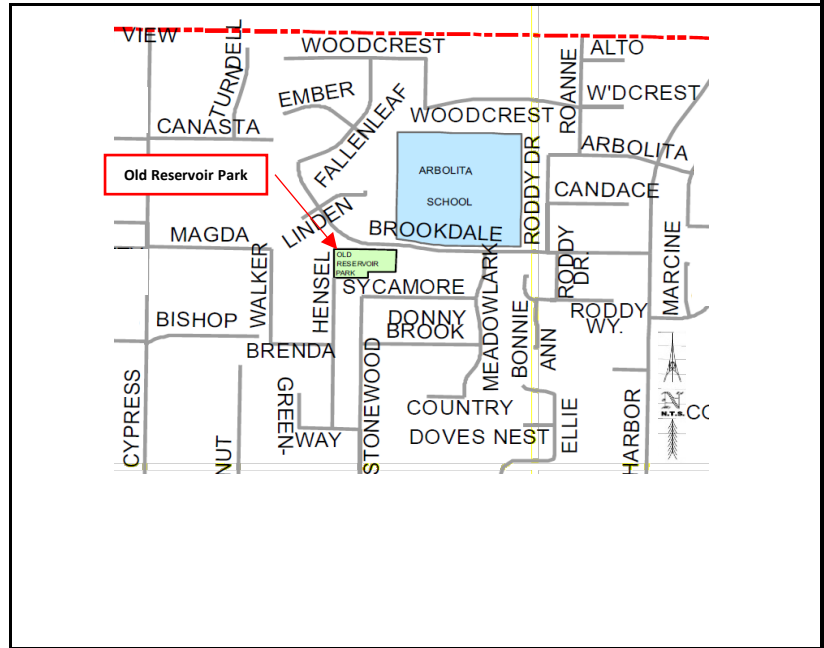 VIEW
TURNDELL
WOODCREST
ROANNE
ALTO
EMBER
FALLENLEAF
W'DCREST
WOODCREST
CANASTA
ARBOLITA
RODDY DR
ARBOLITA
SCHOOL
Old Reservoir Park
CANDACE
LINDEN
BROOKDALE
MAGDA
WALKER
HENSEL
OLD
RESERVOIR
PARK
SYCAMORE
MEADOWLARK
RODDY
DR.
MARCINE
BISHOP
DONNY
BROOK
BONNIE
ANN
RODDY
WY.
BRENDA
STONEWOOD
CYPRESS
NUT
GREEN-
WAY
COUNTRY
DOVES NEST
ELLIE
HARBOR
N
N.T.S.
CO